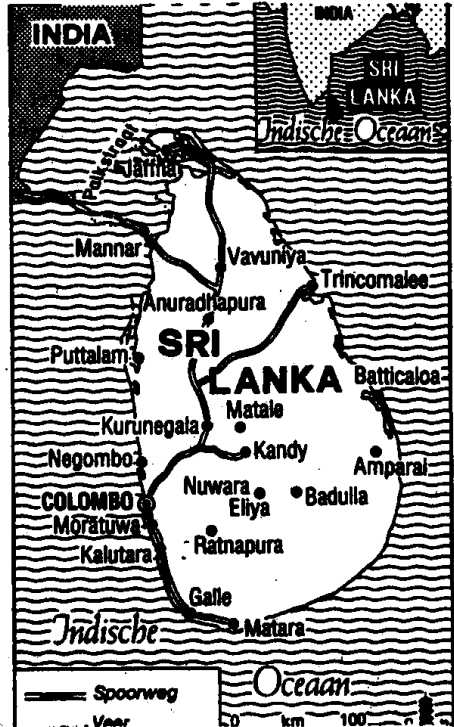 INDIA
INDIA
SRI
LANKA
Indische Oceaan
Palkstraat
Jaffna
Mannar
Vavuniya
Trincomalee
Anuradhapura
SRI
Puttalam
LANKA
Batticaloa
Matale
Kurunegala
Kandy
Negombo
Amparai
Nuwara
Eliya
Badulla
COLOMBO
Moratuwa
Ratnapura
Kalutara
Galle
Indische
Matara
Oceaan
Spoorweg
Veer
0 km 100